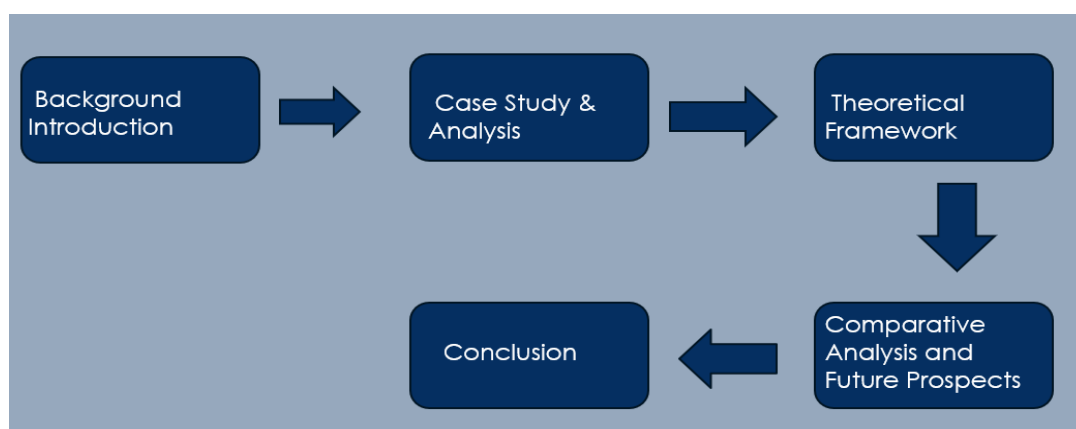 Background
Introduction
Case Study &
Analysis
Theoretical
Framework
Comparative
Analysis and
Future Prospects
Conclusion